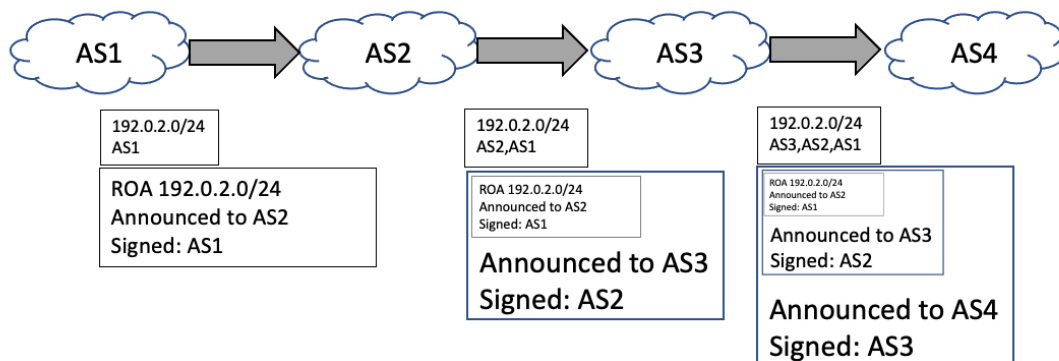 AS1
AS2
AS3
AS4
192.0.2.0/24
AS1
ROA 192.0.2.0/24
Announced to AS2
Signed: AS1
192.0.2.0/24
AS2,AS1
ROA 192.0.2.0/24
Announced to AS2
Signed: AS1
Announced to AS3
Signed: AS2
192.0.2.0/24
AS3,AS2,AS1
ROA 192.0.2.0/24
Announced to AS2
Signed: AS1
Announced to AS3
Signed: AS2
Announced to AS4
Signed: AS3